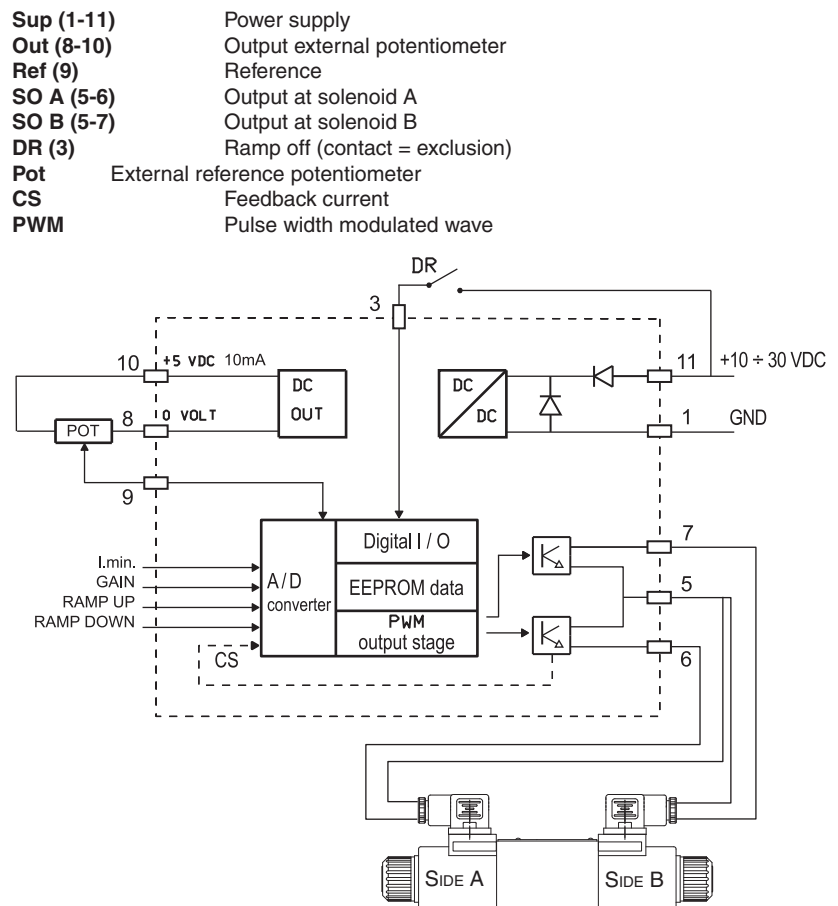 Sup (1-11) Power supply
Out (8-10) Output external potentiometer
Ref (9) Reference
SO A (5-6) Output at solenoid A
SO B (5-7) Output at solenoid B
DR (3) Ramp off (contact = exclusion)
Pot External reference potentiometer
CS Feedback current
PWM Pulse width modulated wave
DR
3
10 +5 VDC 10mA
DC
OUT
DC
DC
11 +10 ÷ 30 VDC
POT 8 0 VOLT
1 GND
9
7
Digital I / O
I.min.
GAIN
RAMP UP
RAMP DOWN
A/D
converter
EEPROM data
5
PWM
output stage
CS
6
SIDE A
SIDE B